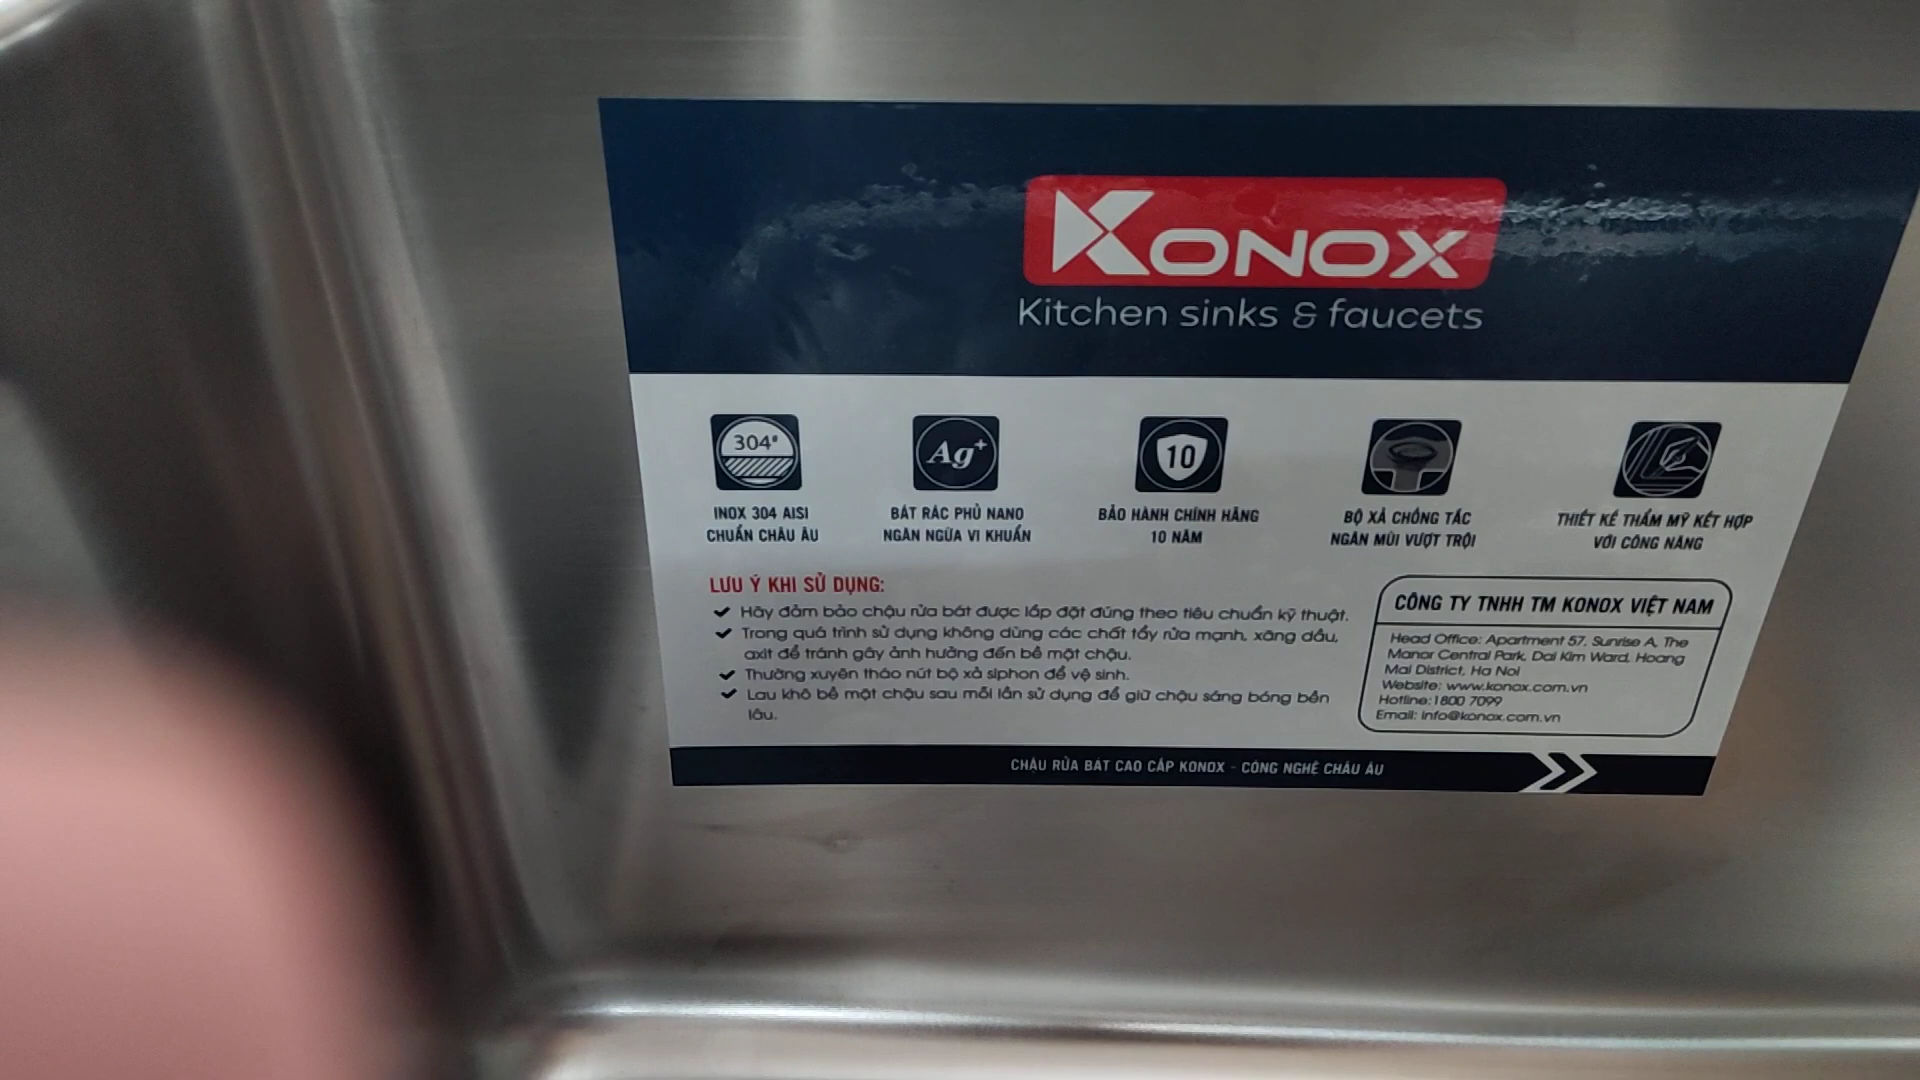 KONOX
Kitchen sinks & faucets
304#
Ag+
10
INOX 304 AISI
CHUẨN CHÂU ÂU
BÁT RÁC PHỦ NANO
NGĂN NGỪA VI KHUẨN
BẢO HÀNH CHÍNH HÃNG
10 NĂM
BỘ XẢ CHỐNG TẮC
NGĂN MÙI VƯỢT TRỘI
THIẾT KẾ THẨM MỸ KẾT HỢP
VỚI CÔNG NĂNG
LƯU Ý KHI SỬ DỤNG:
Hãy đảm bảo chậu rửa bát được lắp đặt đúng theo tiêu chuẩn kỹ thuật.
Trong quá trình sử dụng không dùng các chất tẩy rửa mạnh, xăng dầu,
axit để tránh gây ảnh hưởng đến bề mặt chậu.
Thường xuyên tháo nút bộ xả siphon để vệ sinh.
Lau khô bề mặt chậu sau mỗi lần sử dụng để giữ chậu sáng bóng bền
lâu.
CÔNG TY TNHH TM KONOX VIỆT NAM
Head Office: Apartment 57, Sunrise A, The
Manor Central Park, Dai Kim Ward, Hoang
Mai District, Ha Noi
Website: www.konox.com.vn
Hotline:1800 7099
Email: info@konox.com.vn
CHẬU RỬA BÁT CAO CẤP KONOX - CÔNG NGHỆ CHÂU ÂU